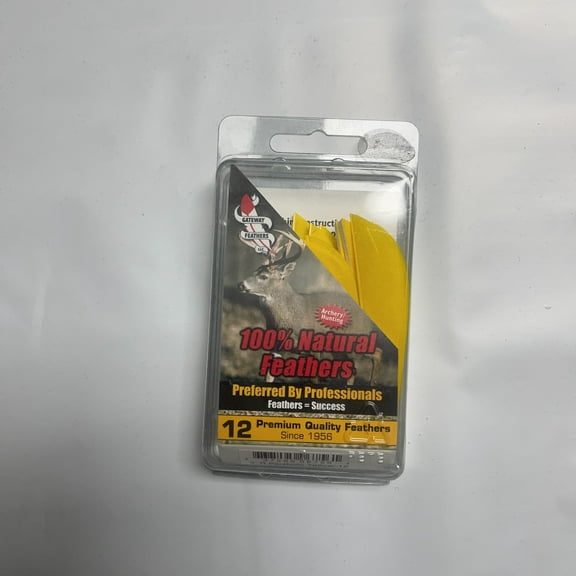 GATEWAY
FEATHERS
Archery/
Hunting
100% Natural
Feathers
Preferred By Professionals
Feathers = Success
12 Premium Quality Feathers
Since 1956